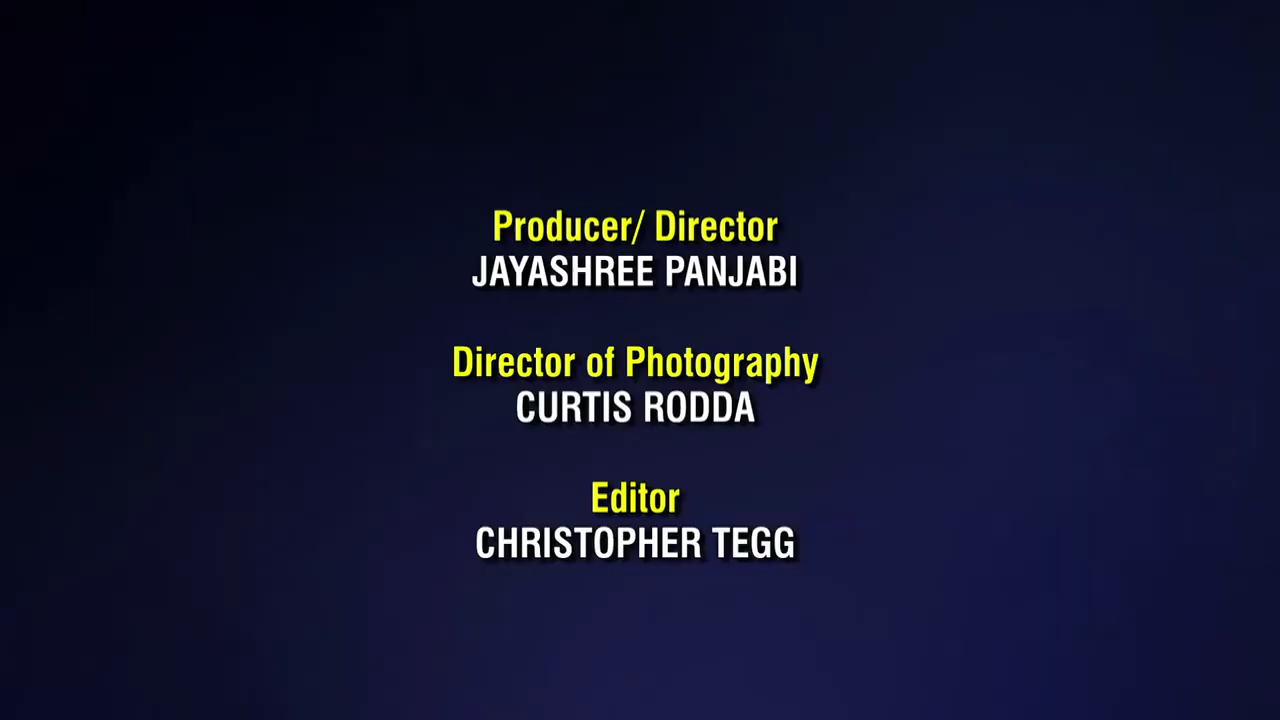 Producer/ Director
JAYASHREE PANJABI
Director of Photography
CURTIS RODDA
Editor
CHRISTOPHER TEGG